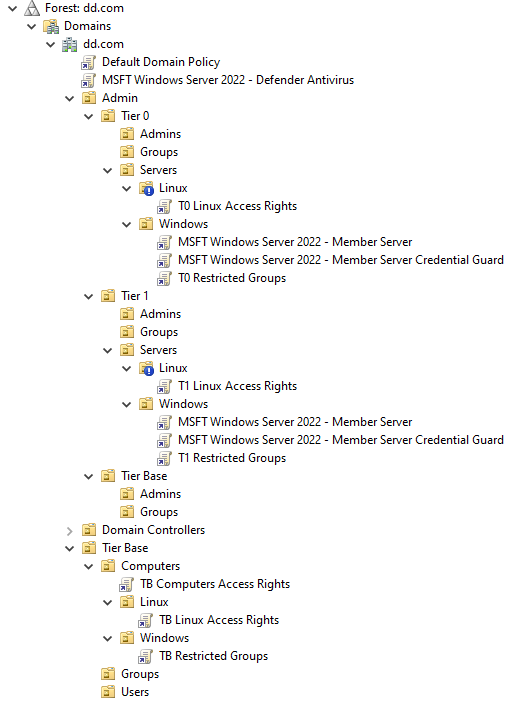 Forest: dd.com
Domains
dd.com
Default Domain Policy
MSFT Windows Server 2022 - Defender Antivirus
Admin
Tier 0
Admins
Groups
Servers
Linux
T0 Linux Access Rights
Windows
MSFT Windows Server 2022 - Member Server
MSFT Windows Server 2022 - Member Server Credential Guard
T0 Restricted Groups
Tier 1
Admins
Groups
Servers
Linux
T1 Linux Access Rights
Windows
MSFT Windows Server 2022 - Member Server
MSFT Windows Server 2022 - Member Server Credential Guard
T1 Restricted Groups
Tier Base
Admins
Groups
Domain Controllers
Tier Base
Computers
TB Computers Access Rights
Linux
TB Linux Access Rights
Windows
TB Restricted Groups
Groups
Users